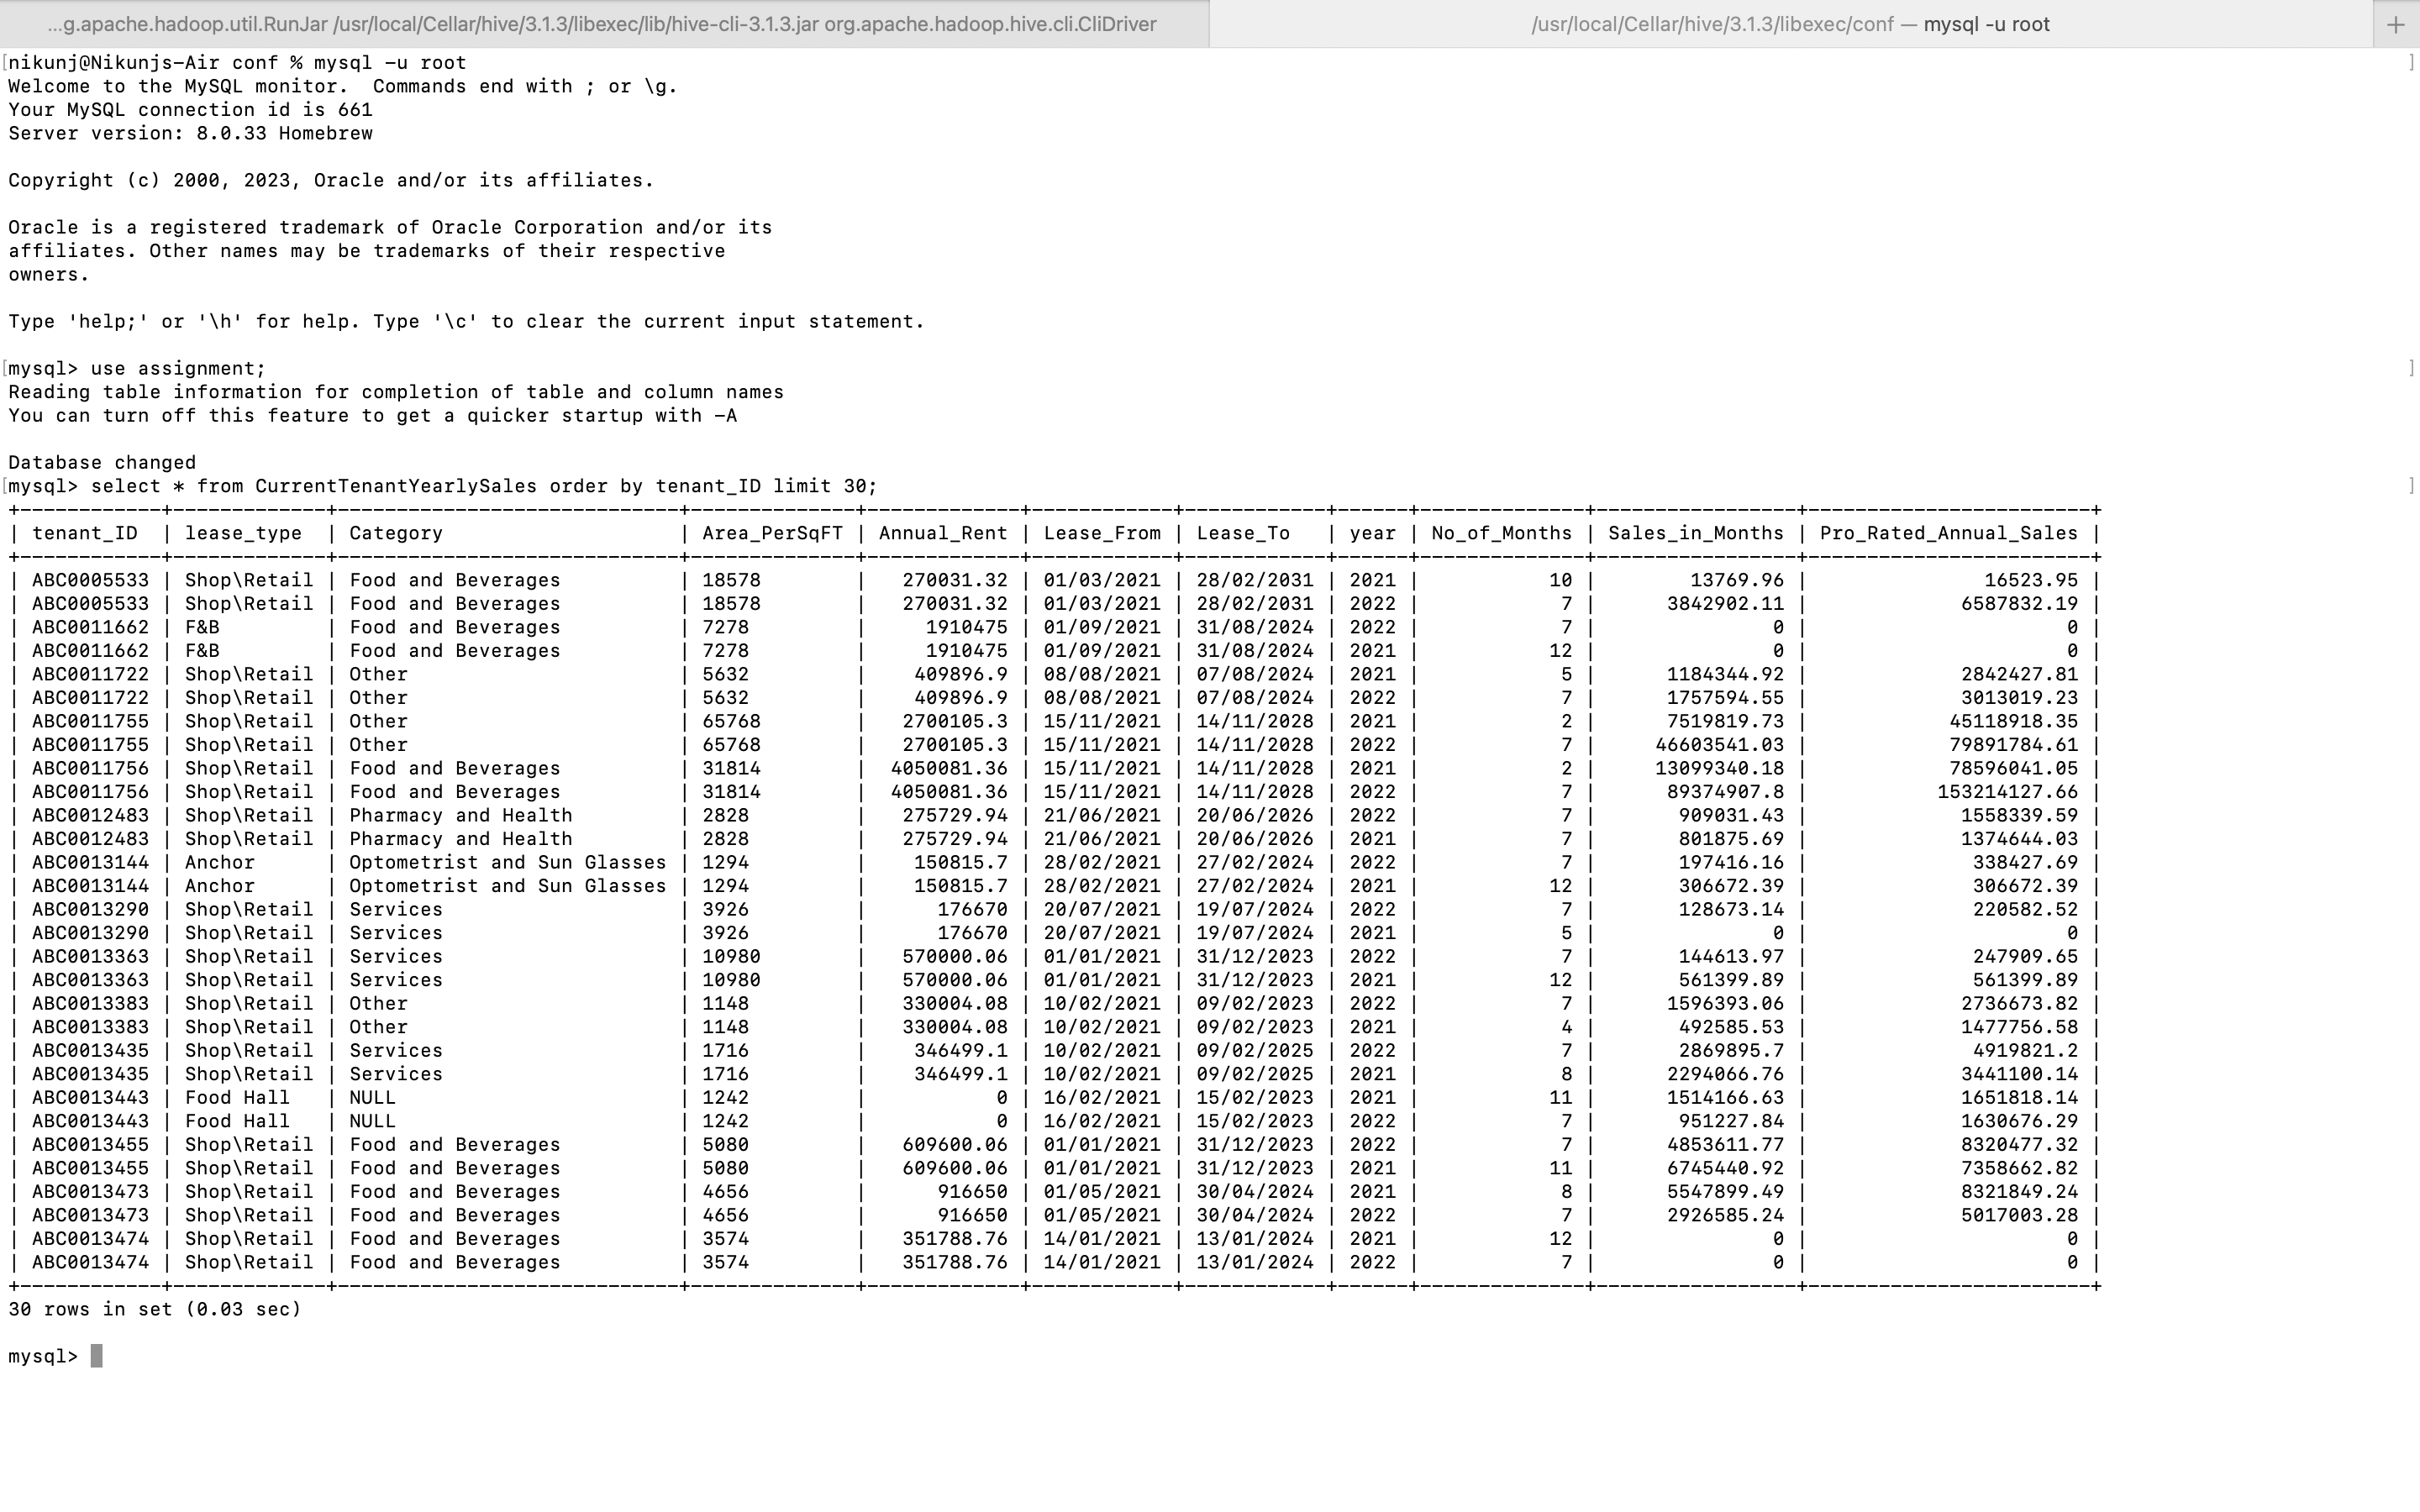 ...g.apache.hadoop.util.RunJar /usr/local/Cellar/hive/3.1.3/libexec/lib/hive-cli-3.1.3.jar org.apache.hadoop.hive.cli.CliDriver
/usr/local/Cellar/hive/3.1.3/libexec/conf — mysql -u root
+
[nikunj@Nikunjs-Air conf % mysql -u root ]
Welcome to the MySQL monitor.  Commands end with ; or \g.
Your MySQL connection id is 661
Server version: 8.0.33 Homebrew
Copyright (c) 2000, 2023, Oracle and/or its affiliates.
Oracle is a registered trademark of Oracle Corporation and/or its
affiliates. Other names may be trademarks of their respective
owners.
Type 'help;' or '\h' for help. Type '\c' to clear the current input statement.
[mysql> use assignment; ]
Reading table information for completion of table and column names
You can turn off this feature to get a quicker startup with -A
Database changed
[mysql> select * from CurrentTenantYearlySales order by tenant_ID limit 30; ]
| tenant_ID | lease_type | Category | Area_PerSqFT | Annual_Rent | Lease_From | Lease_To | year | No_of_Months | Sales_in_Months | Pro_Rated_Annual_Sales |
| ABC0005533 | Shop\Retail | Food and Beverages | 18578 | 270031.32 | 01/03/2021 | 28/02/2031 | 2021 | 10 | 13769.96 | 16523.95 |
| ABC0005533 | Shop\Retail | Food and Beverages | 18578 | 270031.32 | 01/03/2021 | 28/02/2031 | 2022 | 7 | 3842902.11 | 6587832.19 |
| ABC0011662 | F&B | Food and Beverages | 7278 | 1910475 | 01/09/2021 | 31/08/2024 | 2022 | 7 | 0 | 0 |
| ABC0011662 | F&B | Food and Beverages | 7278 | 1910475 | 01/09/2021 | 31/08/2024 | 2021 | 12 | 0 | 0 |
| ABC0011722 | Shop\Retail | Other | 5632 | 409896.9 | 08/08/2021 | 07/08/2024 | 2021 | 5 | 1184344.92 | 2842427.81 |
| ABC0011722 | Shop\Retail | Other | 5632 | 409896.9 | 08/08/2021 | 07/08/2024 | 2022 | 7 | 1757594.55 | 3013019.23 |
| ABC0011755 | Shop\Retail | Other | 65768 | 2700105.3 | 15/11/2021 | 14/11/2028 | 2021 | 2 | 7519819.73 | 45118918.35 |
| ABC0011755 | Shop\Retail | Other | 65768 | 2700105.3 | 15/11/2021 | 14/11/2028 | 2022 | 7 | 46603541.03 | 79891784.61 |
| ABC0011756 | Shop\Retail | Food and Beverages | 31814 | 4050081.36 | 15/11/2021 | 14/11/2028 | 2021 | 2 | 13099340.18 | 78596041.05 |
| ABC0011756 | Shop\Retail | Food and Beverages | 31814 | 4050081.36 | 15/11/2021 | 14/11/2028 | 2022 | 7 | 89374907.8 | 153214127.66 |
| ABC0012483 | Shop\Retail | Pharmacy and Health | 2828 | 275729.94 | 21/06/2021 | 20/06/2026 | 2022 | 7 | 909031.43 | 1558339.59 |
| ABC0012483 | Shop\Retail | Pharmacy and Health | 2828 | 275729.94 | 21/06/2021 | 20/06/2026 | 2021 | 7 | 801875.69 | 1374644.03 |
| ABC0013144 | Anchor | Optometrist and Sun Glasses | 1294 | 150815.7 | 28/02/2021 | 27/02/2024 | 2022 | 7 | 197416.16 | 338427.69 |
| ABC0013144 | Anchor | Optometrist and Sun Glasses | 1294 | 150815.7 | 28/02/2021 | 27/02/2024 | 2021 | 12 | 306672.39 | 306672.39 |
| ABC0013290 | Shop\Retail | Services | 3926 | 176670 | 20/07/2021 | 19/07/2024 | 2022 | 7 | 128673.14 | 220582.52 |
| ABC0013290 | Shop\Retail | Services | 3926 | 176670 | 20/07/2021 | 19/07/2024 | 2021 | 5 | 0 | 0 |
| ABC0013363 | Shop\Retail | Services | 10980 | 570000.06 | 01/01/2021 | 31/12/2023 | 2022 | 7 | 144613.97 | 247909.65 |
| ABC0013363 | Shop\Retail | Services | 10980 | 570000.06 | 01/01/2021 | 31/12/2023 | 2021 | 12 | 561399.89 | 561399.89 |
| ABC0013383 | Shop\Retail | Other | 1148 | 330004.08 | 10/02/2021 | 09/02/2023 | 2022 | 7 | 1596393.06 | 2736673.82 |
| ABC0013383 | Shop\Retail | Other | 1148 | 330004.08 | 10/02/2021 | 09/02/2023 | 2021 | 4 | 492585.53 | 1477756.58 |
| ABC0013435 | Shop\Retail | Services | 1716 | 346499.1 | 10/02/2021 | 09/02/2025 | 2022 | 7 | 2869895.7 | 4919821.2 |
| ABC0013435 | Shop\Retail | Services | 1716 | 346499.1 | 10/02/2021 | 09/02/2025 | 2021 | 8 | 2294066.76 | 3441100.14 |
| ABC0013443 | Food Hall | NULL | 1242 | 0 | 16/02/2021 | 15/02/2023 | 2021 | 11 | 1514166.63 | 1651818.14 |
| ABC0013443 | Food Hall | NULL | 1242 | 0 | 16/02/2021 | 15/02/2023 | 2022 | 7 | 951227.84 | 1630676.29 |
| ABC0013455 | Shop\Retail | Food and Beverages | 5080 | 609600.06 | 01/01/2021 | 31/12/2023 | 2022 | 7 | 4853611.77 | 8320477.32 |
| ABC0013455 | Shop\Retail | Food and Beverages | 5080 | 609600.06 | 01/01/2021 | 31/12/2023 | 2021 | 11 | 6745440.92 | 7358662.82 |
| ABC0013473 | Shop\Retail | Food and Beverages | 4656 | 916650 | 01/05/2021 | 30/04/2024 | 2021 | 8 | 5547899.49 | 8321849.24 |
| ABC0013473 | Shop\Retail | Food and Beverages | 4656 | 916650 | 01/05/2021 | 30/04/2024 | 2022 | 7 | 2926585.24 | 5017003.28 |
| ABC0013474 | Shop\Retail | Food and Beverages | 3574 | 351788.76 | 14/01/2021 | 13/01/2024 | 2021 | 12 | 0 | 0 |
| ABC0013474 | Shop\Retail | Food and Beverages | 3574 | 351788.76 | 14/01/2021 | 13/01/2024 | 2022 | 7 | 0 | 0 |
30 rows in set (0.03 sec)
mysql>